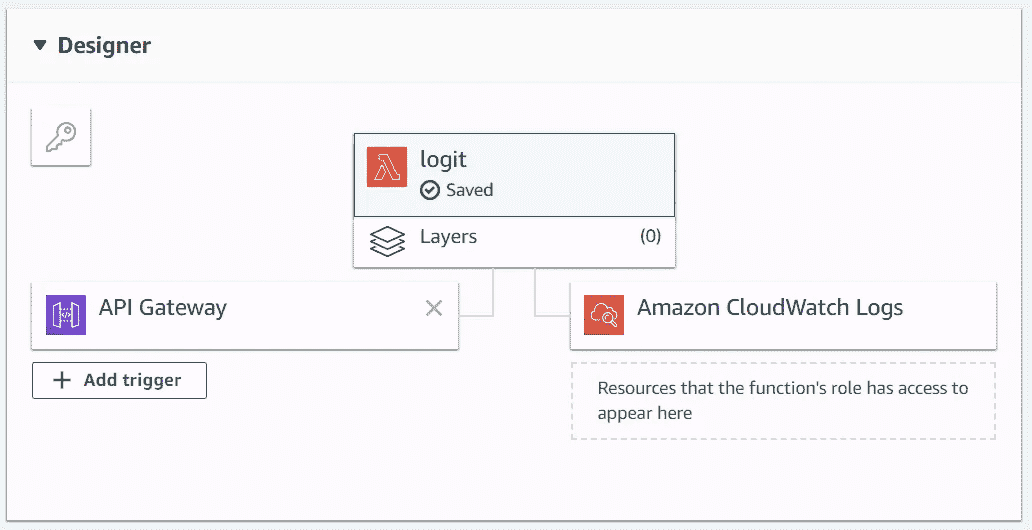 Designer
logit
Saved
Layers (0)
API Gateway
Amazon CloudWatch Logs
Add trigger
Resources that the function's role has access to
appear here